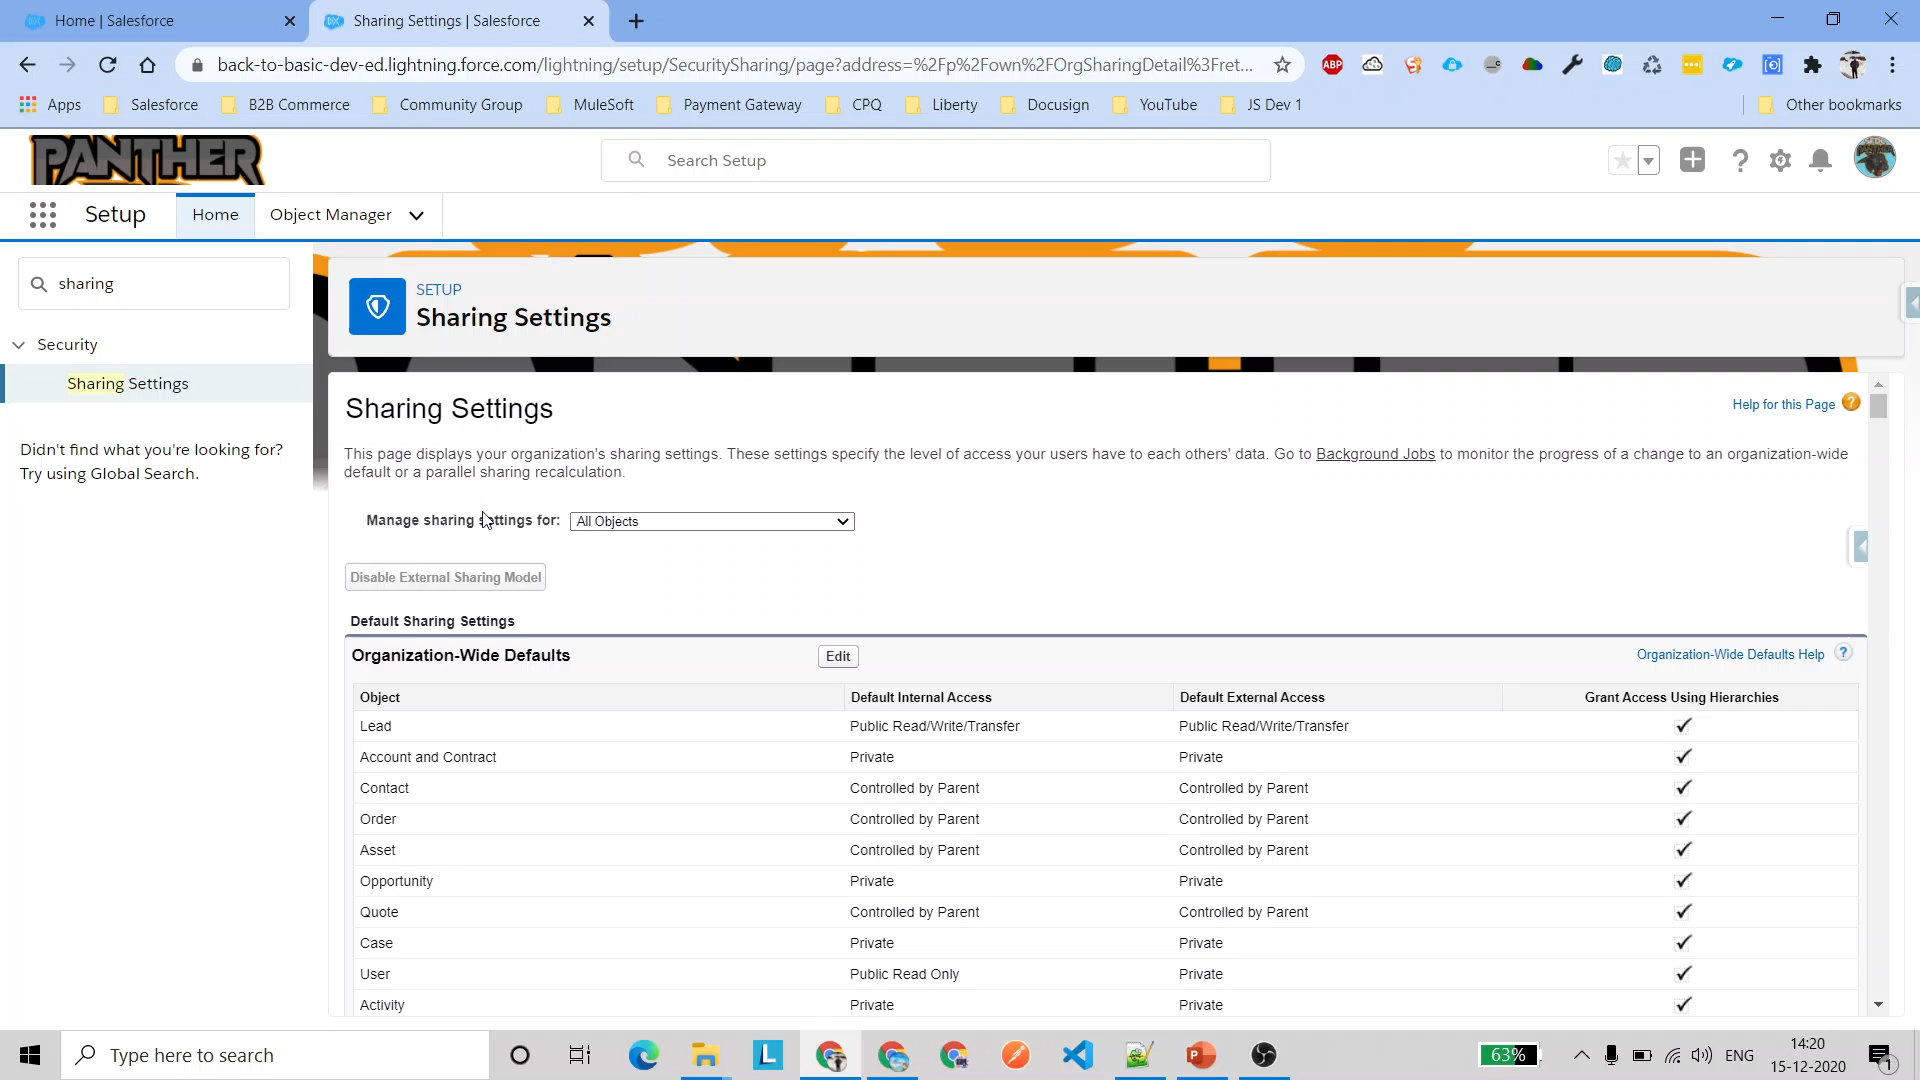 Home | Salesforce
Sharing Settings | Salesforce
back-to-basic-dev-ed.lightning.force.com/lightning/setup/SecuritySharing/page?address=%2Fp%2Fown%2FOrgSharingDetail%3Fret...
ABP
Apps Salesforce B2B Commerce Community Group MuleSoft Payment Gateway CPQ Liberty Docusign YouTube JS Dev 1 Other bookmarks
PANTHER
Search Setup
Setup Home Object Manager
sharing
Security
Sharing Settings
Didn't find what you're looking for?
Try using Global Search.
SETUP
Sharing Settings
Sharing Settings
Help for this Page
This page displays your organization's sharing settings. These settings specify the level of access your users have to each others' data. Go to Background Jobs to monitor the progress of a change to an organization-wide
default or a parallel sharing recalculation.
Manage sharing settings for: All Objects
Disable External Sharing Model
Default Sharing Settings
Organization-Wide Defaults Edit Organization-Wide Defaults Help ?
Object Default Internal Access Default External Access Grant Access Using Hierarchies
Lead Public Read/Write/Transfer Public Read/Write/Transfer ✓
Account and Contract Private Private ✓
Contact Controlled by Parent Controlled by Parent ✓
Order Controlled by Parent Controlled by Parent ✓
Asset Controlled by Parent Controlled by Parent ✓
Opportunity Private Private ✓
Quote Controlled by Parent Controlled by Parent ✓
Case Private Private ✓
User Public Read Only Private ✓
Activity Private Private ✓
Type here to search
63%
ENG
14:20
15-12-2020
1